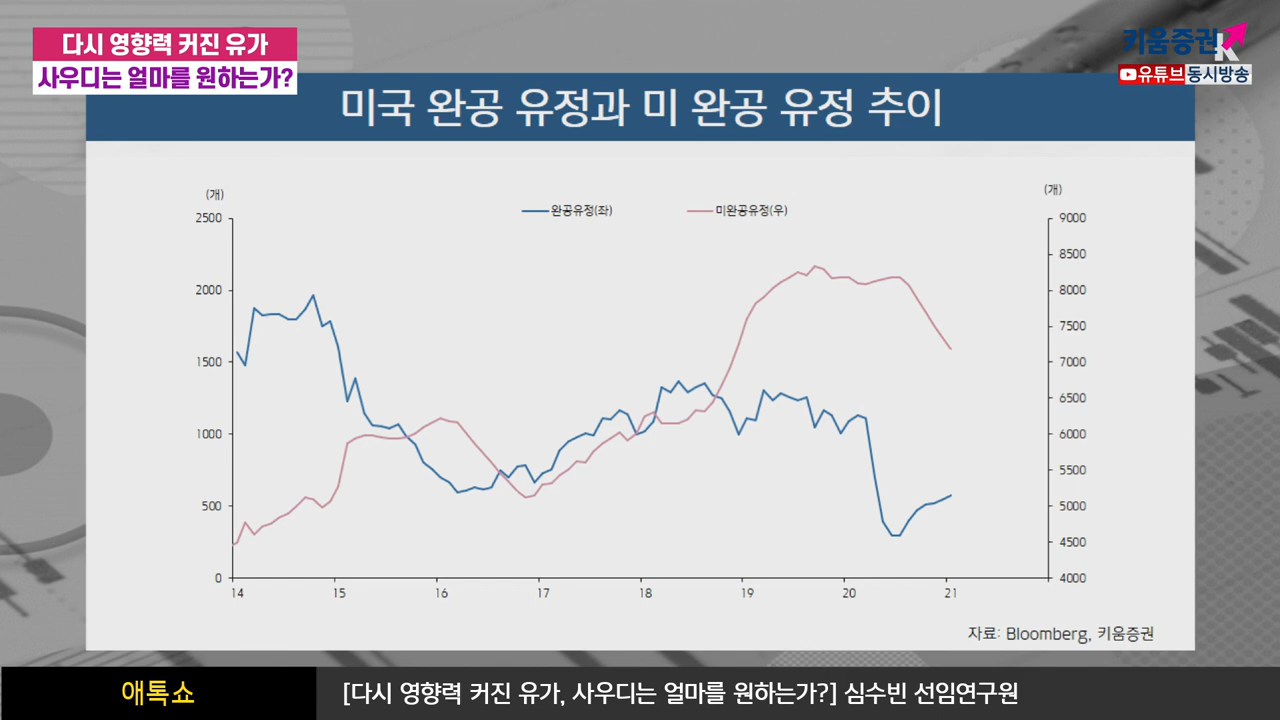 다시 영향력 커진 유가
사우디는 얼마를 원하는가?
키움증권
유튜브동시방송
미국 완공 유정과 미 완공 유정 추이
(개)
(개)
완공유정(좌)
미완공유정(우)
2500
2000
1500
1000
500
0
9000
8500
8000
7500
7000
6500
6000
5500
5000
4500
4000
14 15 16 17 18 19 20 21
자료: Bloomberg, 키움증권
애톡쇼
[다시 영향력 커진 유가, 사우디는 얼마를 원하는가?] 심수빈 선임연구원